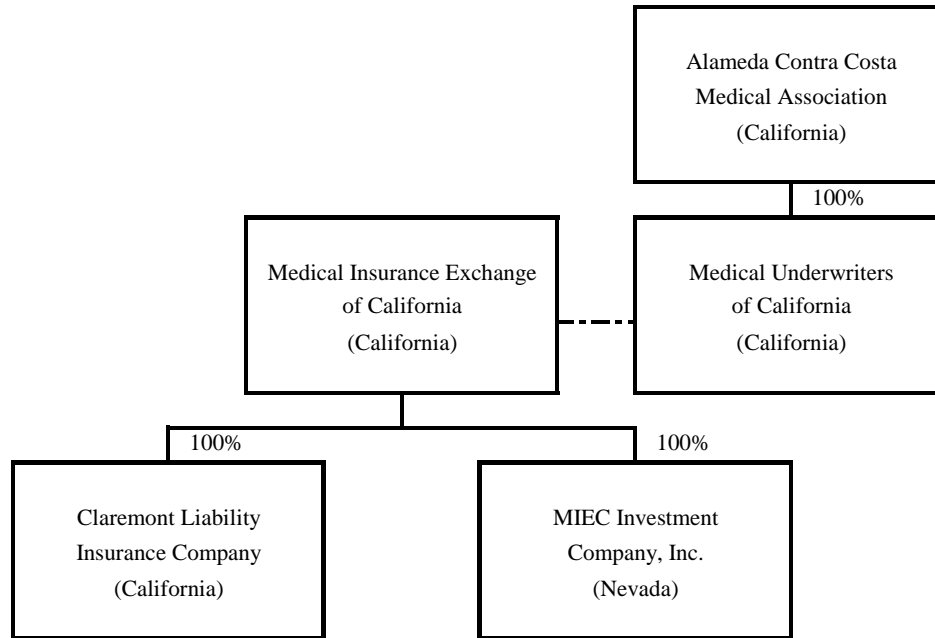 Alameda Contra Costa
Medical Association
(California)
100%
Medical Insurance Exchange
of California
(California)
Medical Underwriters
of California
(California)
100%
100%
Claremont Liability
Insurance Company
(California)
MIEC Investment
Company, Inc.
(Nevada)